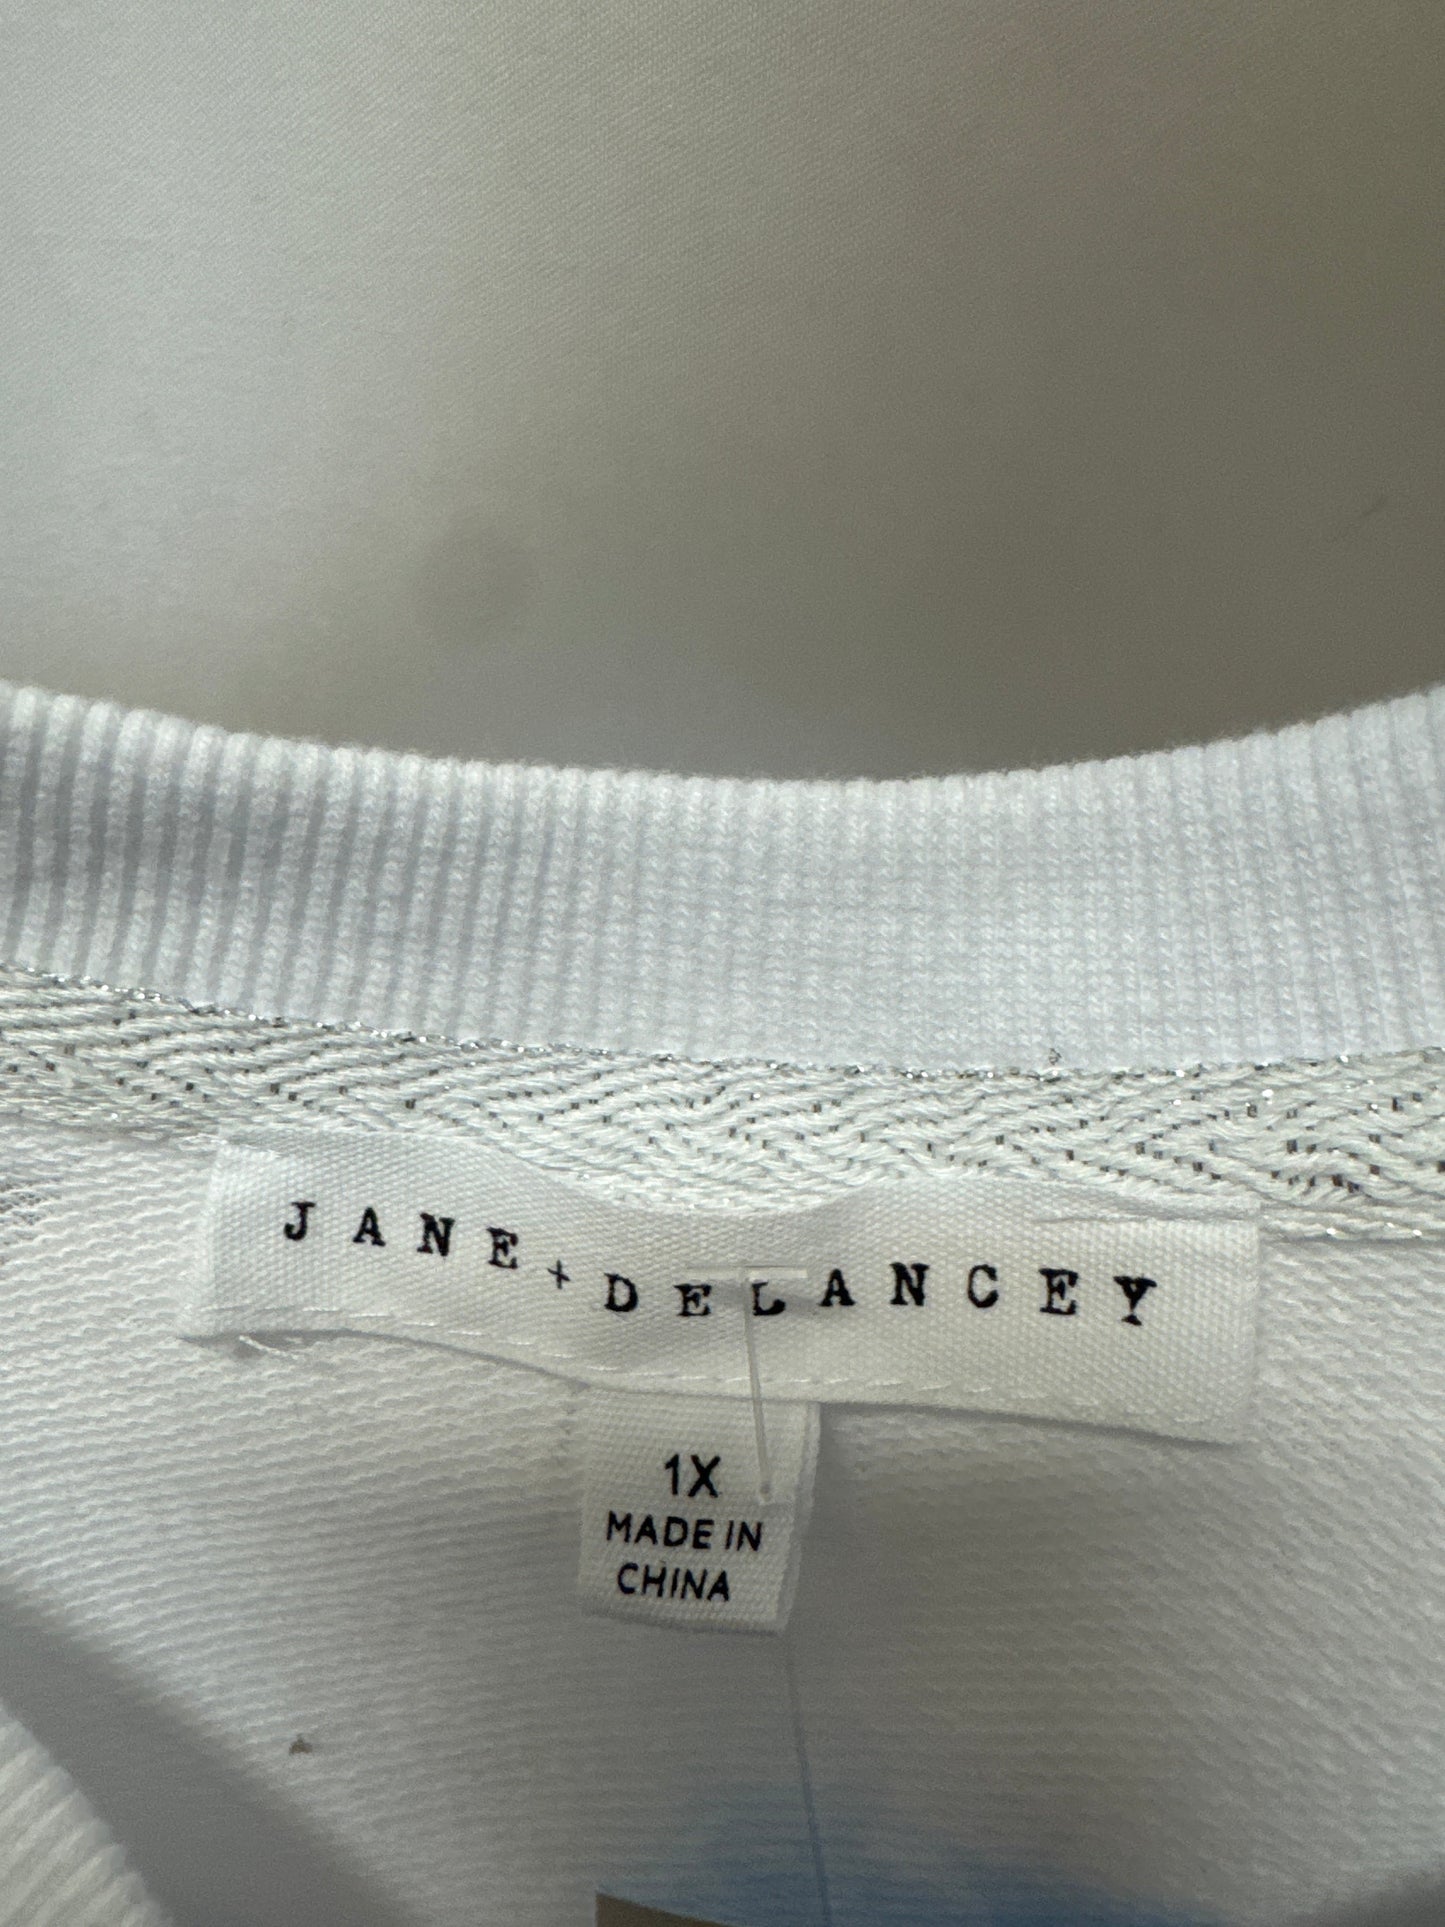 JANE + DELANCEY
1X
MADE IN
CHINA